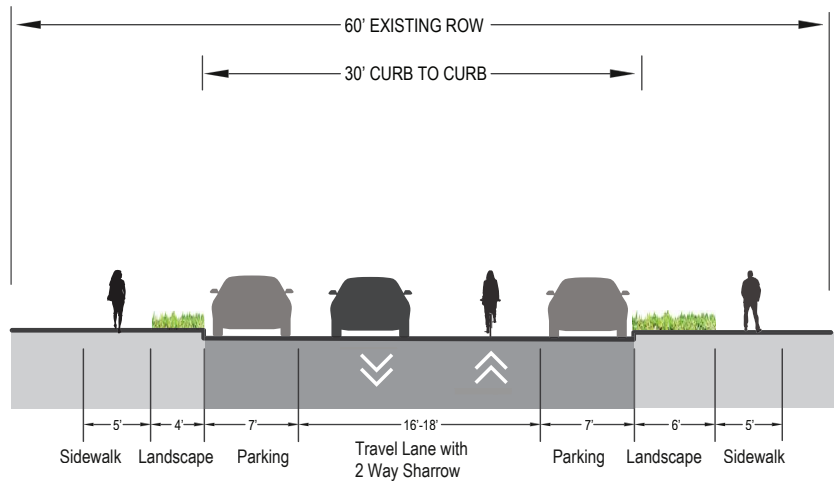 60' EXISTING ROW
30' CURB TO CURB
5'
4'
7'
16'-18'
7'
6'
5'
Sidewalk
Landscape
Parking
Travel Lane with
2 Way Sharrow
Parking
Landscape
Sidewalk